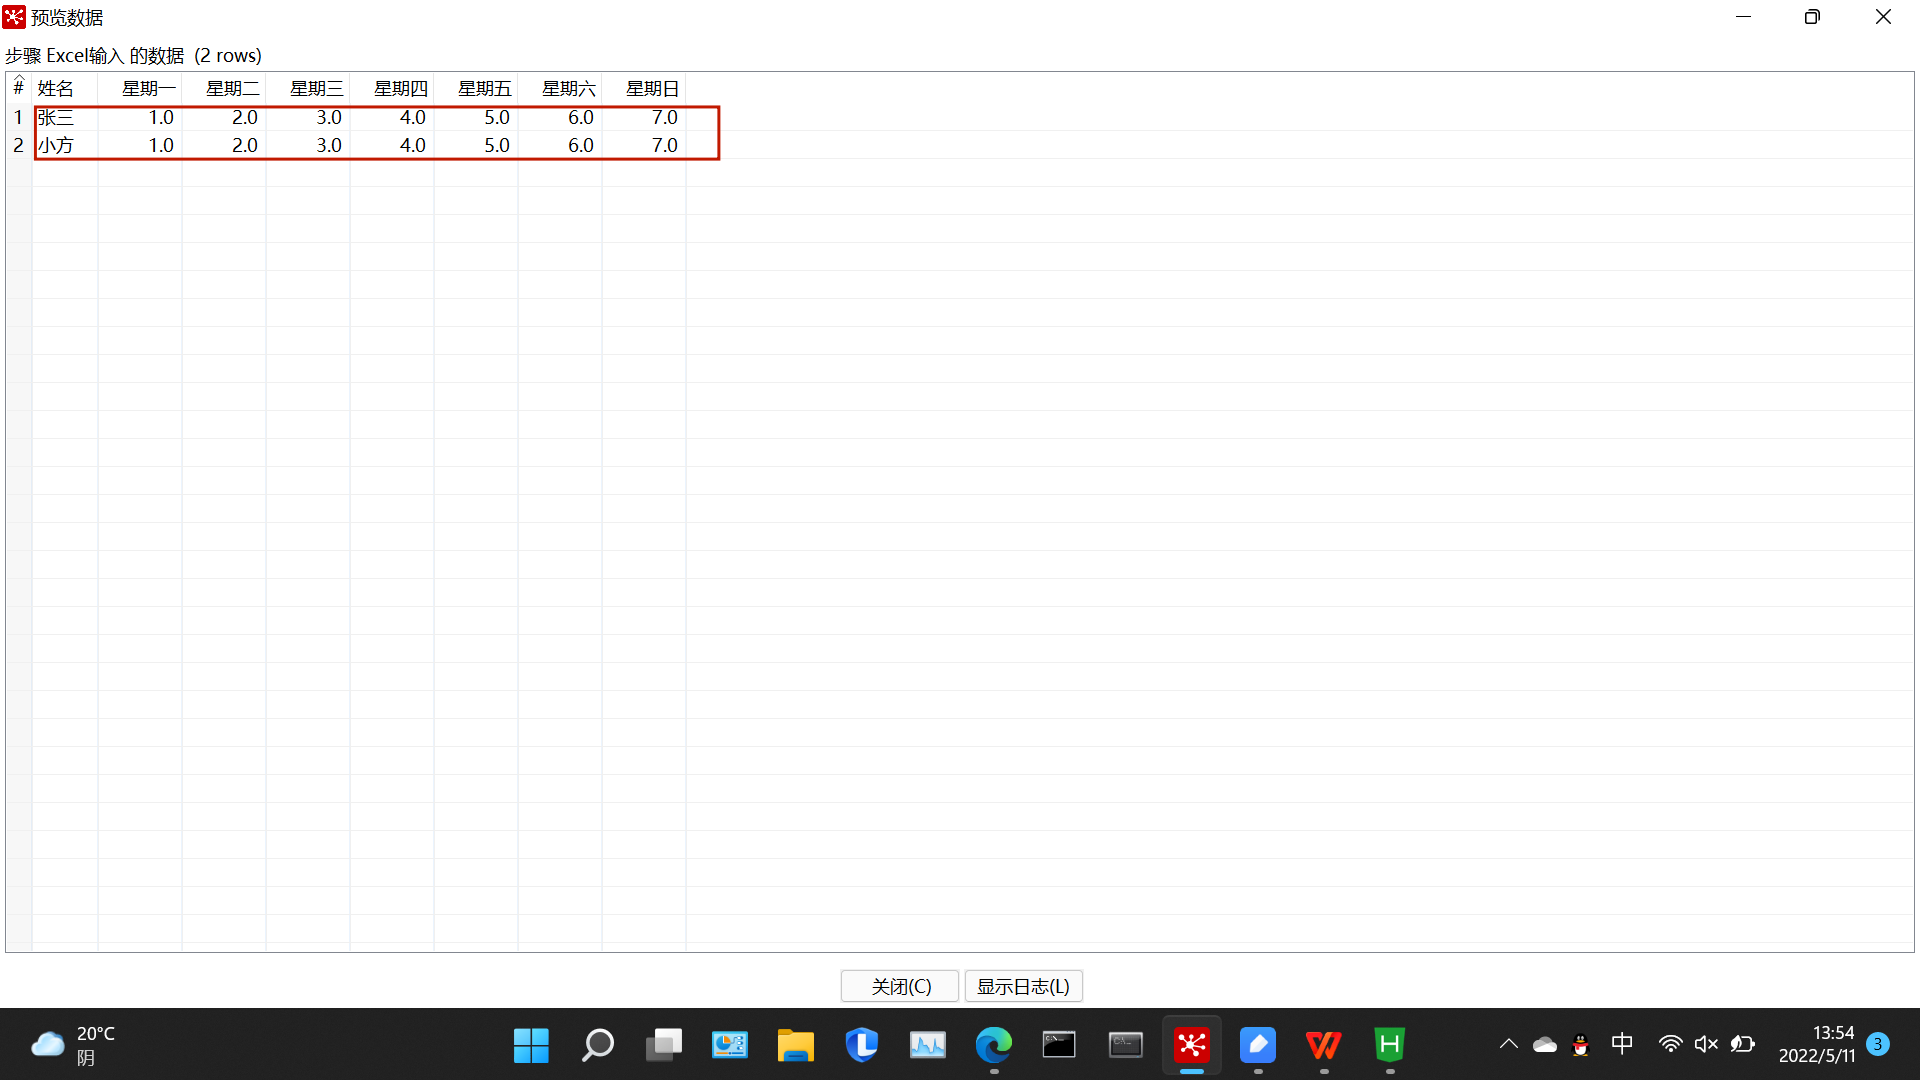 预览数据
步骤 Excel输入 的数据  (2 rows)
# 姓名 星期一 星期二 星期三 星期四 星期五 星期六 星期日
1 张三 1.0 2.0 3.0 4.0 5.0 6.0 7.0
2 小方 1.0 2.0 3.0 4.0 5.0 6.0 7.0
关闭(C) 显示日志(L)
20°C
阴
中
13:54
2022/5/11
3